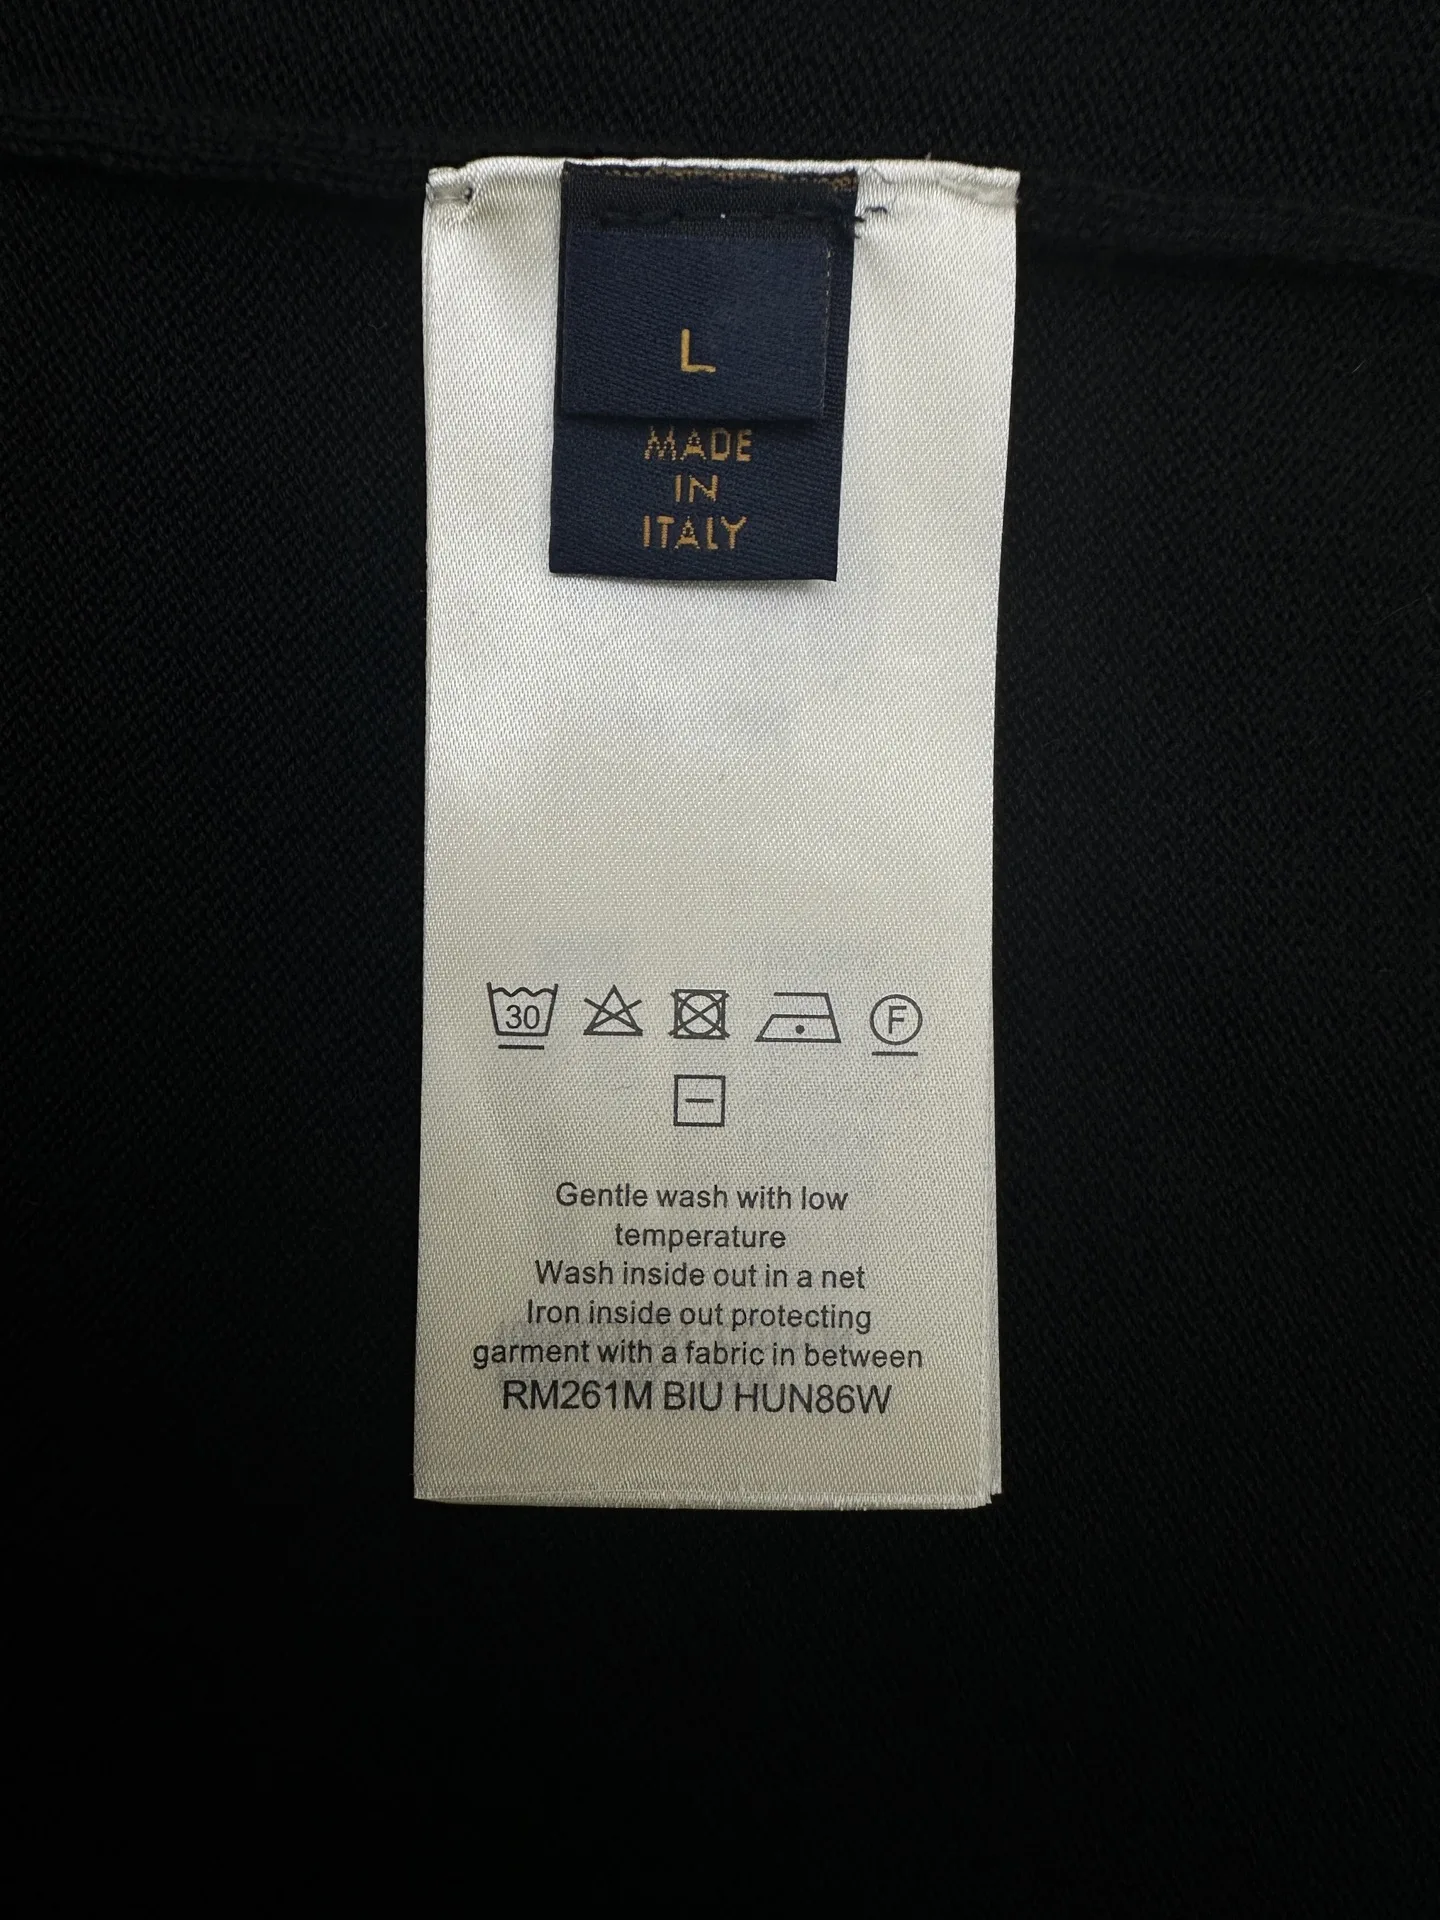 L
MADE
IN
ITALY
30
F
Gentle wash with low
temperature
Wash inside out in a net
Iron inside out protecting
garment with a fabric in between
RM261M BIU HUN86W